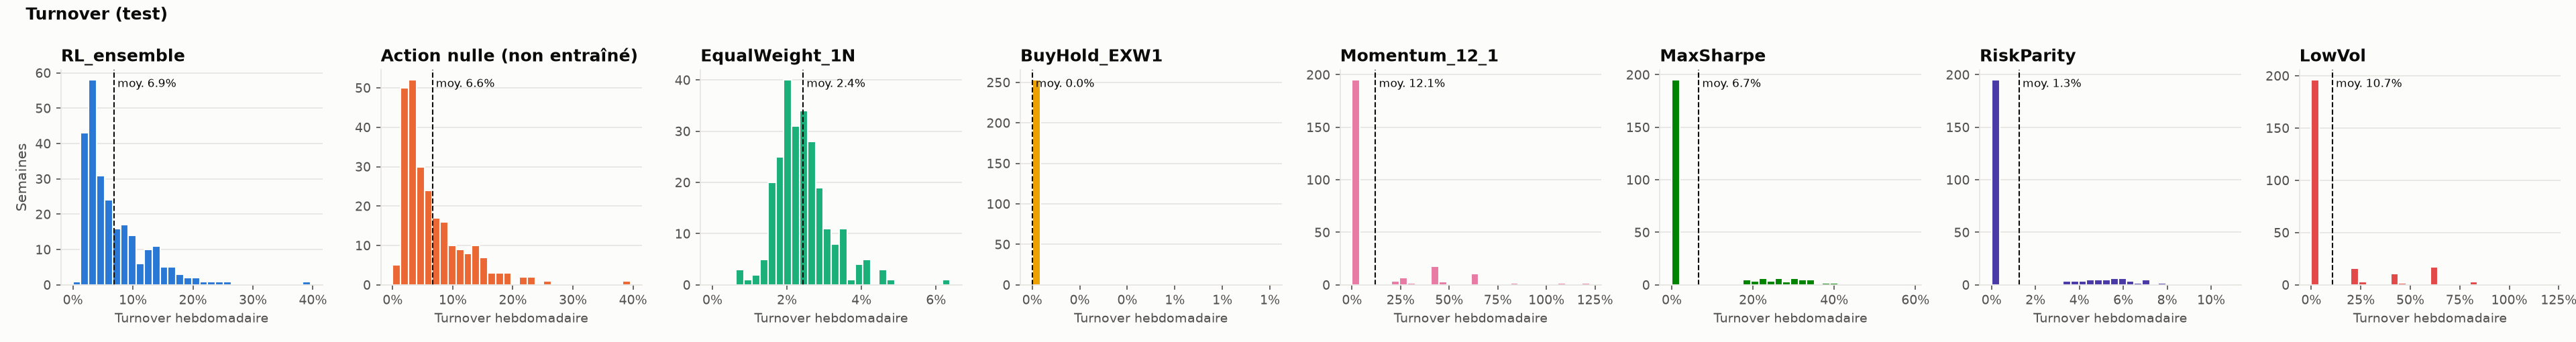 Turnover (test)
RL_ensemble
Semaines
60
50
40
30
20
10
0
moy. 6.9%
0% 10% 20% 30% 40%
Turnover hebdomadaire
Action nulle (non entraîné)
50
40
30
20
10
0
moy. 6.6%
0% 10% 20% 30% 40%
Turnover hebdomadaire
EqualWeight_1N
40
30
20
10
0
moy. 2.4%
0% 2% 4% 6%
Turnover hebdomadaire
BuyHold_EXW1
250
200
150
100
50
0
moy. 0.0%
0% 0% 0% 1% 1% 1%
Turnover hebdomadaire
Momentum_12_1
200
150
100
50
0
moy. 12.1%
0% 25% 50% 75% 100% 125%
Turnover hebdomadaire
MaxSharpe
200
150
100
50
0
moy. 6.7%
0% 20% 40% 60%
Turnover hebdomadaire
RiskParity
200
150
100
50
0
moy. 1.3%
0% 2% 4% 6% 8% 10%
Turnover hebdomadaire
LowVol
200
150
100
50
0
moy. 10.7%
0% 25% 50% 75% 100% 125%
Turnover hebdomadaire